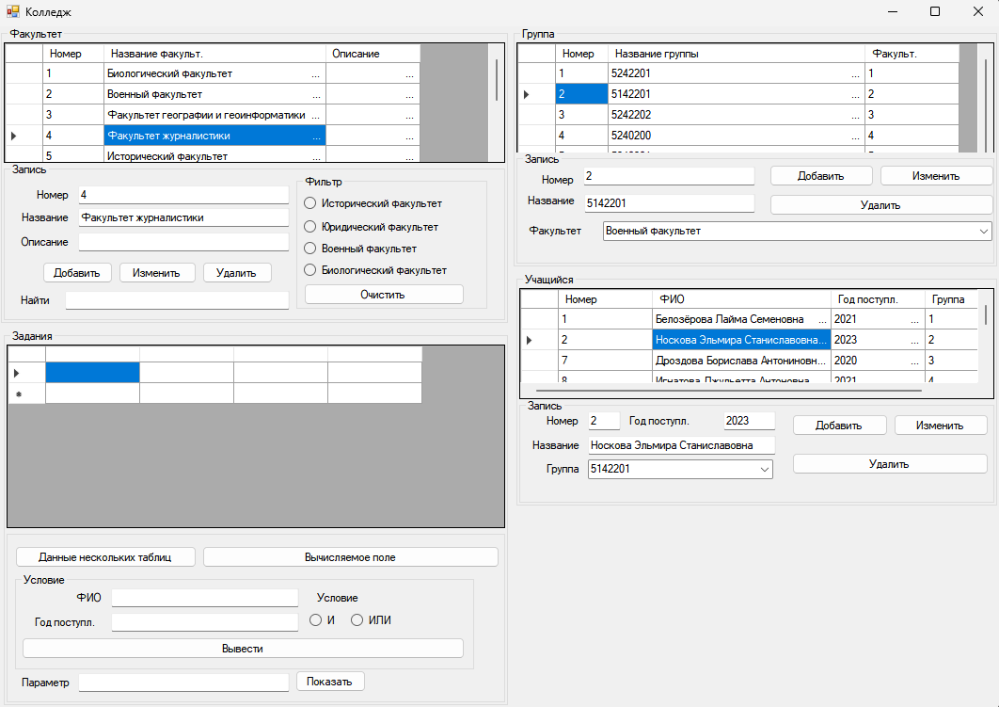 Колледж
Факультет
Номер Название факульт. Описание
1 Биологический факультет ... ...
2 Военный факультет ... ...
3 Факультет географии и геоинформатики ... ...
4 Факультет журналистики ... ...
5 Исторический факультет ... ...
Запись
Номер 4
Название Факультет журналистики
Описание
Добавить Изменить Удалить
Найти
Фильтр
Исторический факультет
Юридический факультет
Военный факультет
Биологический факультет
Очистить
Задания
Данные нескольких таблиц Вычисляемое поле
Условие
ФИО Условие
Год поступл. И ИЛИ
Вывести
Параметр Показать
Группа
Номер Название группы Факульт.
1 5242201 ... 1
2 5142201 ... 2
3 5242202 ... 3
4 5240200 ... 4
Запись
Номер 2 Добавить Изменить
Название 5142201 Удалить
Факультет Военный факультет
Учащийся
Номер ФИО Год поступл. Группа
1 Белозёрова Лайма Семеновна ... 2021 ... 1
2 Носкова Эльмира Станиславовна... 2023 ... 2
7 Дроздова Борислава Антониновн... 2020 ... 3
8 Игнатова Джульетта Антоновна 2021 4
Запись
Номер 2 Год поступл. 2023 Добавить Изменить
Название Носкова Эльмира Станиславовна
Группа 5142201 Удалить